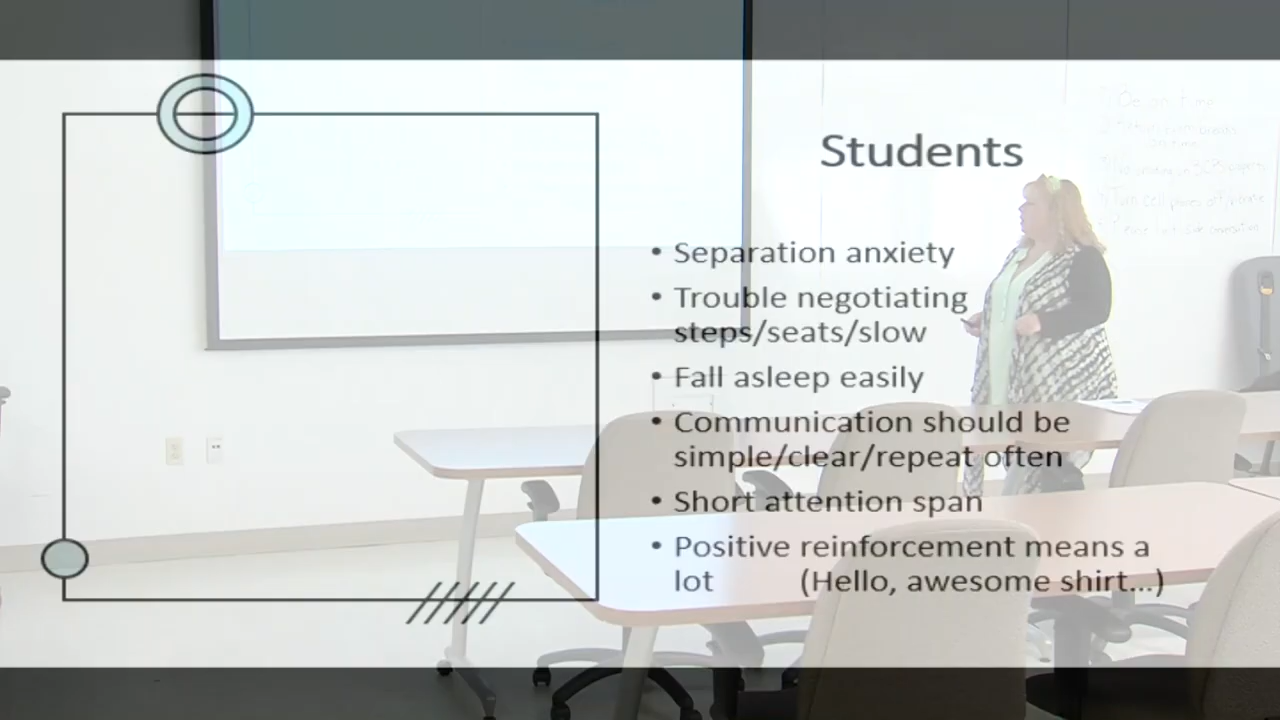 Students
• Separation anxiety
• Trouble negotiating
steps/seats/slow
• Fall asleep easily
• Communication should be
simple/clear/repeat often
• Short attention span
• Positive reinforcement means a
lot (Hello, awesome shirt...)